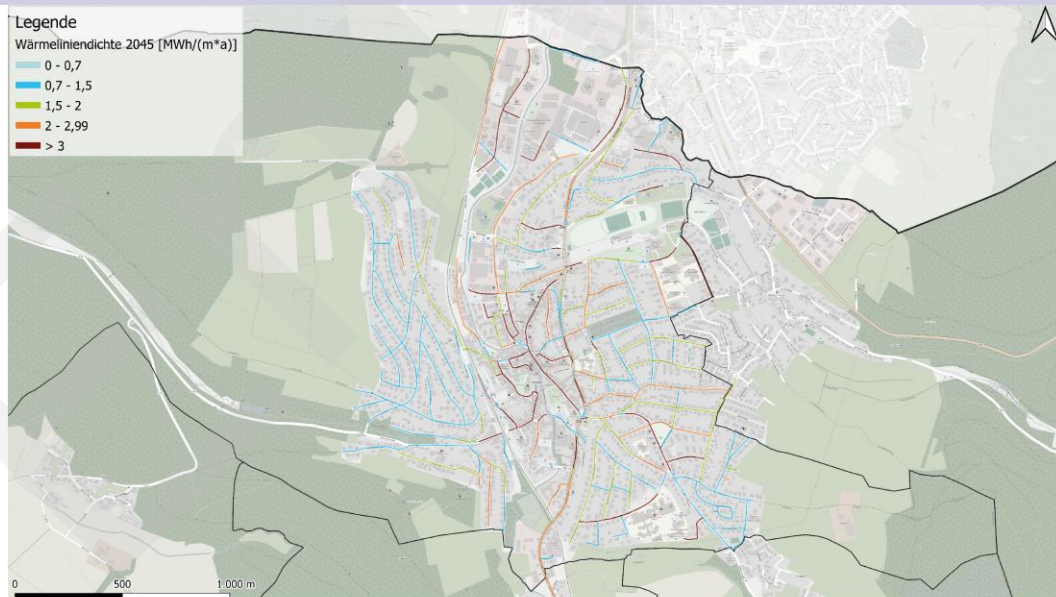 Legende
Wärmeliniendichte 2045 [MWh/(m*a)]
0 - 0,7
0,7 - 1,5
1,5 - 2
2 - 2,99
> 3
0 500 1.000 m